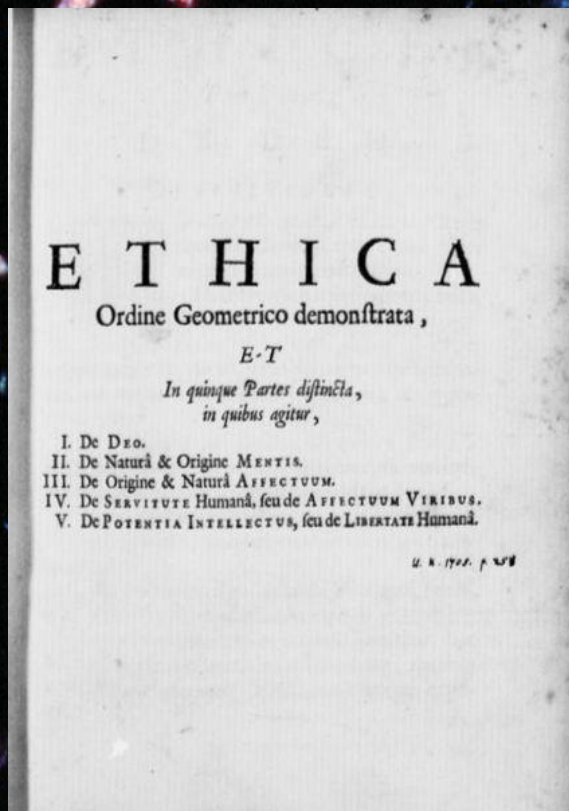 E T H I C A
Ordine Geometrico demonſtrata,
E T
In quinque Partes diſtincta,
in quibus agitur,
I. De DEO.
II. De Naturâ & Origine MENTIS.
III. De Origine & Naturâ AFFECTUUM.
IV. De SERVITUTE Humanâ, ſeu de AFFECTUUM VIRIBUS.
V. De POTENTIA INTELLECTUS, ſeu de LIBERTATE Humanâ.